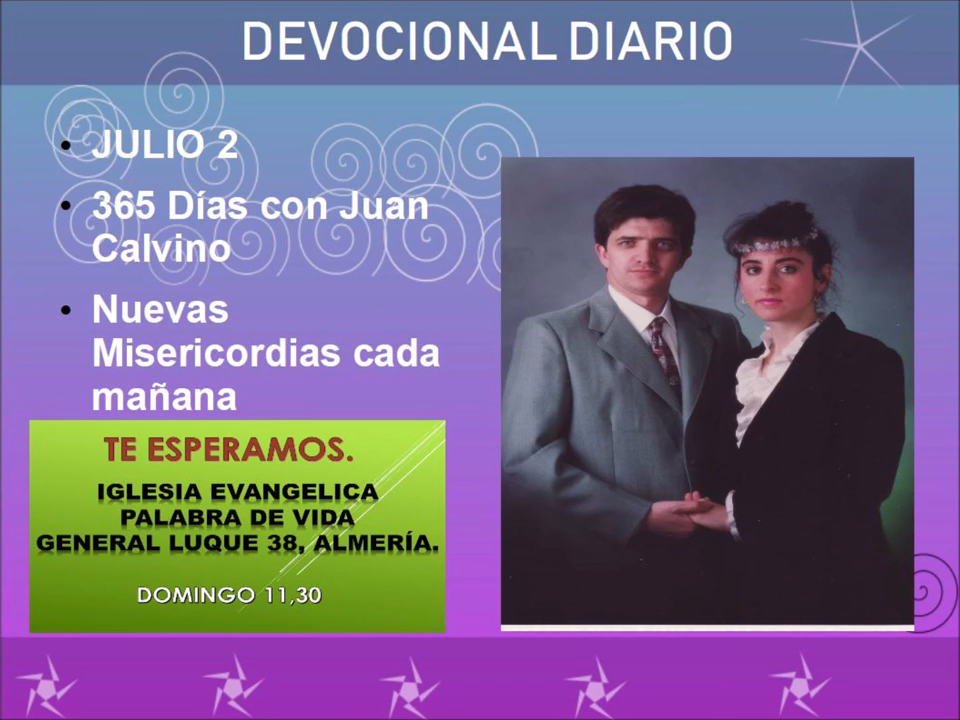 DEVOCIONAL DIARIO
• JULIO 2
• 365 Días con Juan
Calvino
• Nuevas
Misericordias cada
mañana
TE ESPERAMOS.
IGLESIA EVANGELICA
PALABRA DE VIDA
GENERAL LUQUE 38, ALMERÍA.
DOMINGO 11,30